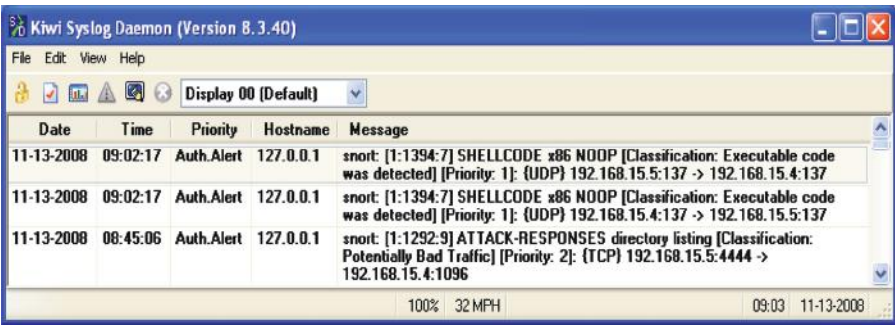 Kiwi Syslog Daemon (Version 8.3.40)
File Edit View Help
Display 00 (Default)
Date Time Priority Hostname Message
11-13-2008 09:02:17 Auth.Alert 127.0.0.1 snort: [1:1394:7] SHELLCODE x86 NOOP [Classification: Executable code
was detected] [Priority: 1]: {UDP} 192.168.15.5:137 -> 192.168.15.4:137
11-13-2008 09:02:17 Auth.Alert 127.0.0.1 snort: [1:1394:7] SHELLCODE x86 NOOP [Classification: Executable code
was detected] [Priority: 1]: {UDP} 192.168.15.4:137 -> 192.168.15.5:137
11-13-2008 08:45:06 Auth.Alert 127.0.0.1 snort: [1:1292:9] ATTACK-RESPONSES directory listing [Classification:
Potentially Bad Traffic] [Priority: 2]: {TCP} 192.168.15.5:4444 ->
192.168.15.4:1096
100% 32 MPH 09:03 11-13-2008